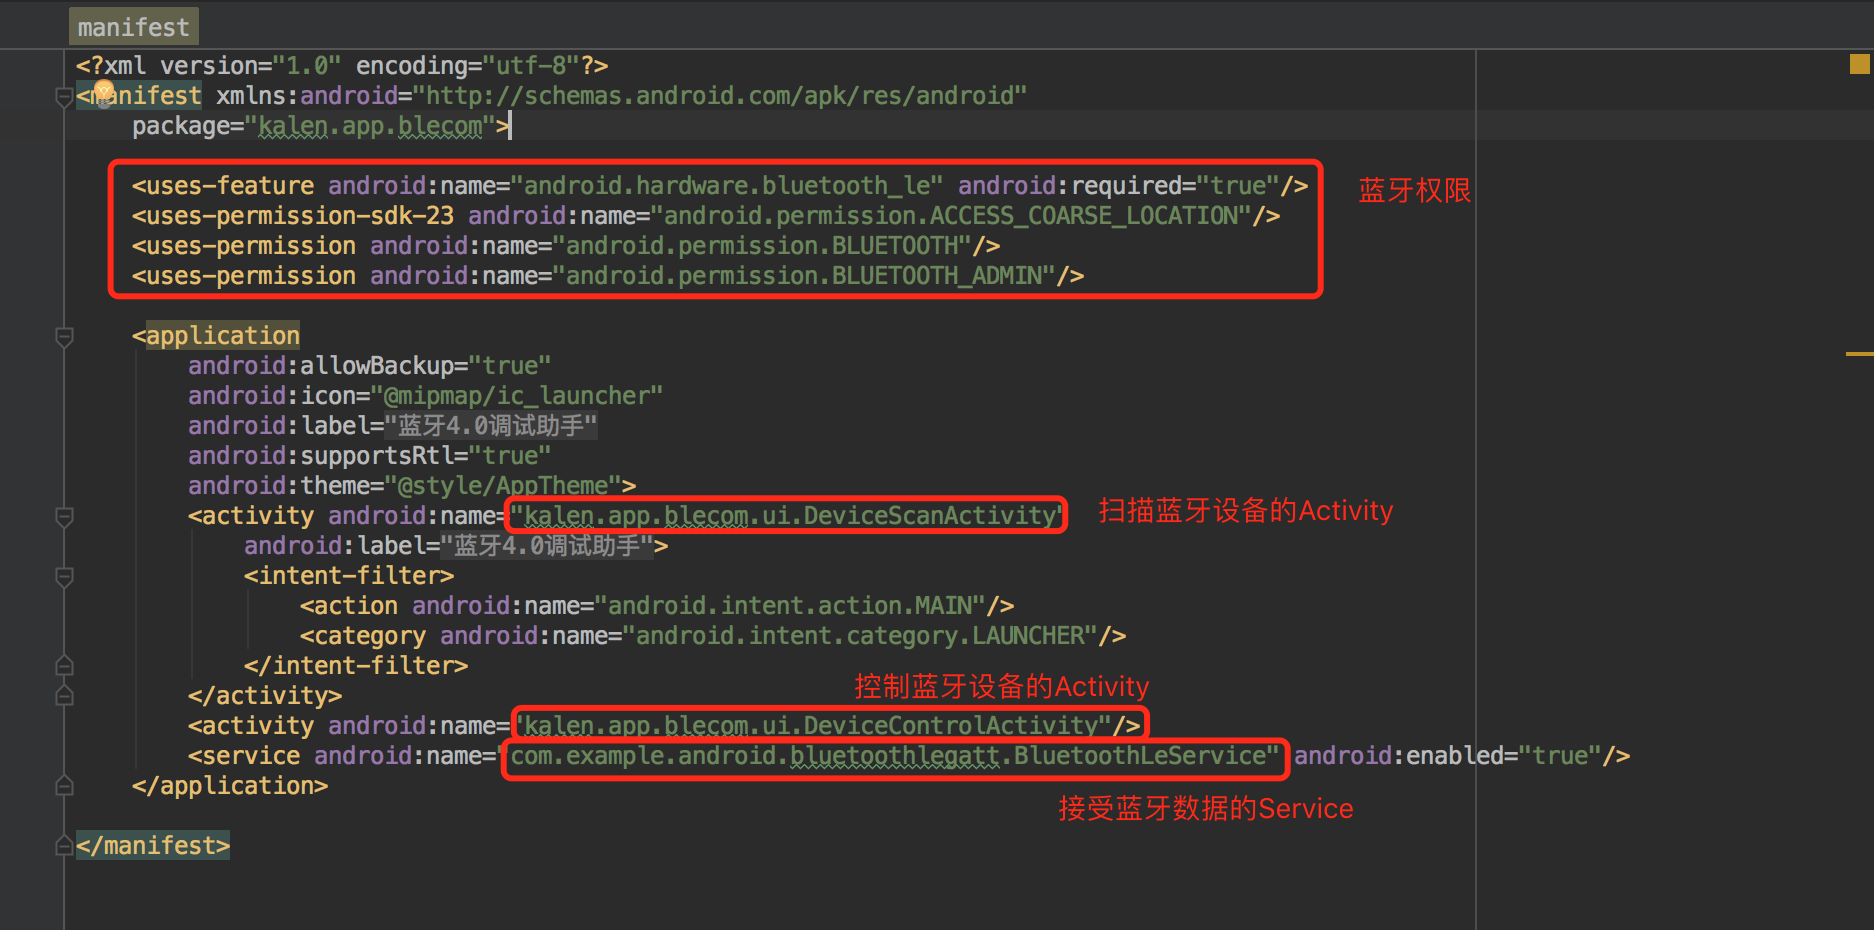 manifest
<?xml version="1.0" encoding="utf-8"?>
<manifest xmlns:android="http://schemas.android.com/apk/res/android"
package="kalen.app.blecom">
<uses-feature android:name="android.hardware.bluetooth_le" android:required="true"/>
蓝牙权限
<uses-permission-sdk-23 android:name="android.permission.ACCESS_COARSE_LOCATION"/>
<uses-permission android:name="android.permission.BLUETOOTH"/>
<uses-permission android:name="android.permission.BLUETOOTH_ADMIN"/>
<application
android:allowBackup="true"
android:icon="@mipmap/ic_launcher"
android:label="蓝牙4.0调试助手"
android:supportsRtl="true"
android:theme="@style/AppTheme">
<activity android:name="kalen.app.blecom.ui.DeviceScanActivity"
扫描蓝牙设备的Activity
android:label="蓝牙4.0调试助手">
<intent-filter>
<action android:name="android.intent.action.MAIN"/>
<category android:name="android.intent.category.LAUNCHER"/>
</intent-filter>
</activity>
控制蓝牙设备的Activity
<activity android:name="kalen.app.blecom.ui.DeviceControlActivity"/>
<service android:name="com.example.android.bluetoothlegatt.BluetoothLeService" android:enabled="true"/>
</application>
接受蓝牙数据的Service
</manifest>